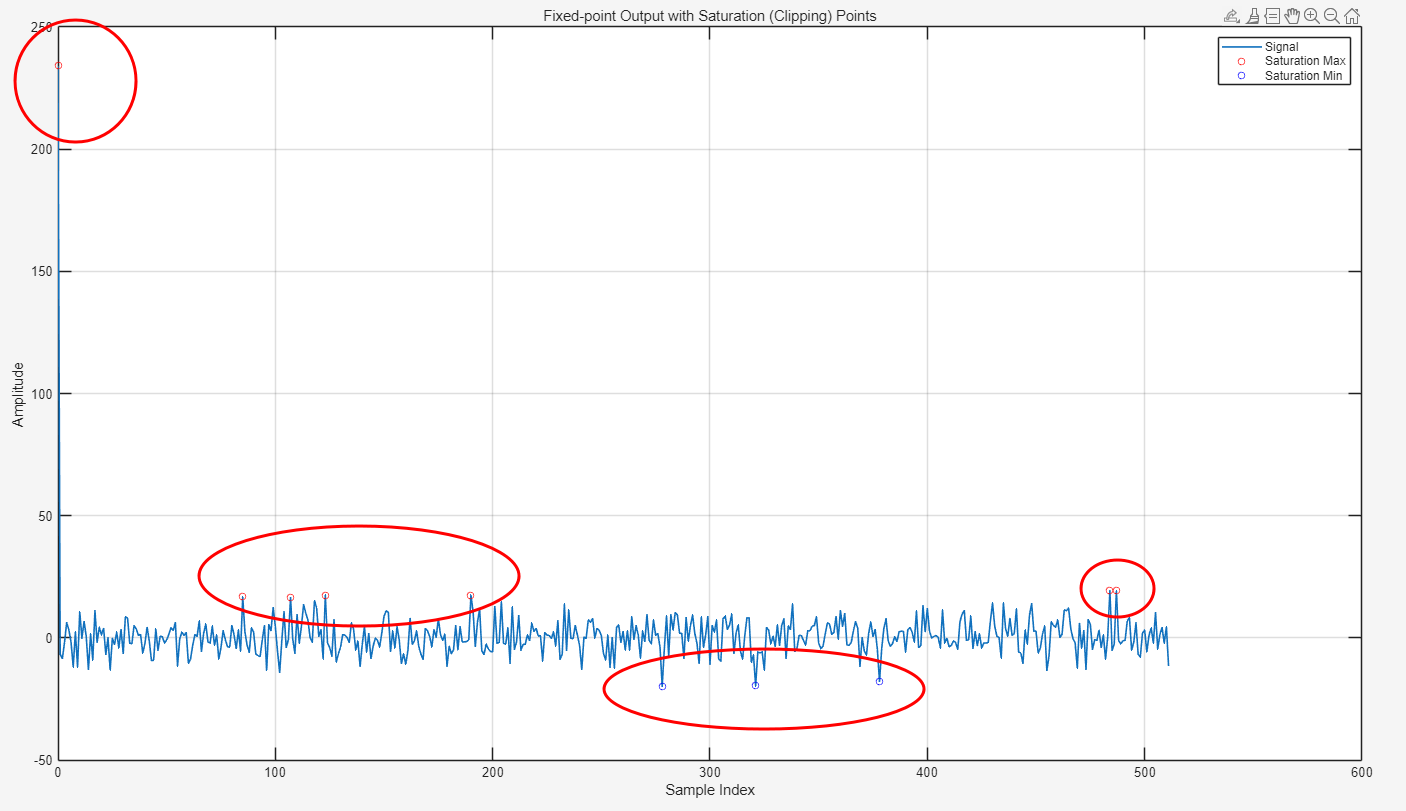 Fixed-point Output with Saturation (Clipping) Points
Signal
Saturation Max
Saturation Min
250
200
150
100
50
0
-50
Amplitude
0 100 200 300 400 500 600
Sample Index